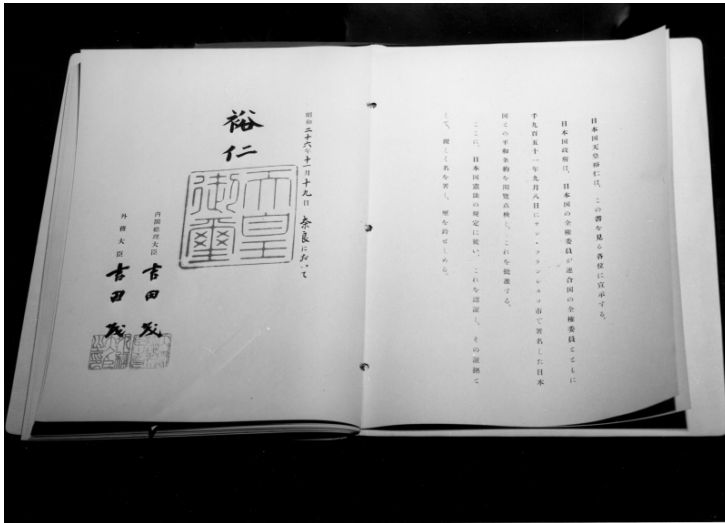 日本国天皇裕仁は、この書を見る各位に宣示する。
日本国政府は、日本国の全権委員が連合国の全権委員とともに
千九百五十一年九月八日にサン・フランシスコ市で署名した日本
国との平和条約を閲覧点検し、これを批准する。
ここに、日本国憲法の規定に従い、これを認証し、その証拠と
して、親しく名を署し、璽を鈐せしめる。
昭和二十六年十一月十九日 奈良において
裕仁
天皇
御璽
内閣総理大臣 吉田茂
外務大臣 吉田茂